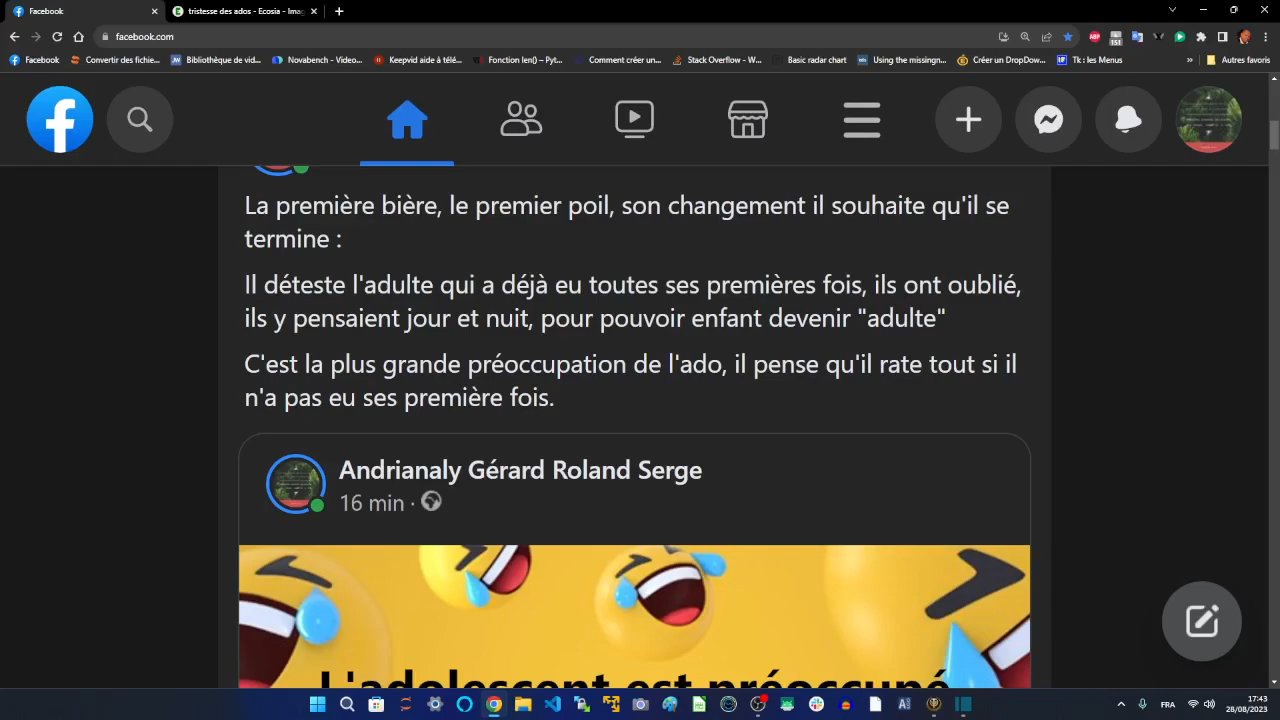 Facebook
tristesse des ados - Ecosia - Imag
facebook.com
Facebook
Convertir des fichie...
Bibliothèque de vid...
Novabench - Video...
Keepvid aide à télé...
Fonction len() – Pyt...
Comment créer un...
Stack Overflow - W...
Basic radar chart
Using the missingn...
Créer un DropDow...
Tk : les Menus
»
Autres favoris
La première bière, le premier poil, son changement il souhaite qu'il se
termine :
Il déteste l'adulte qui a déjà eu toutes ses premières fois, ils ont oublié,
ils y pensaient jour et nuit, pour pouvoir enfant devenir "adulte"
C'est la plus grande préoccupation de l'ado, il pense qu'il rate tout si il
n'a pas eu ses première fois.
Andrianaly Gérard Roland Serge
16 min ·
L'adolescent est préoccupé
FRA
17:43
28/08/2023